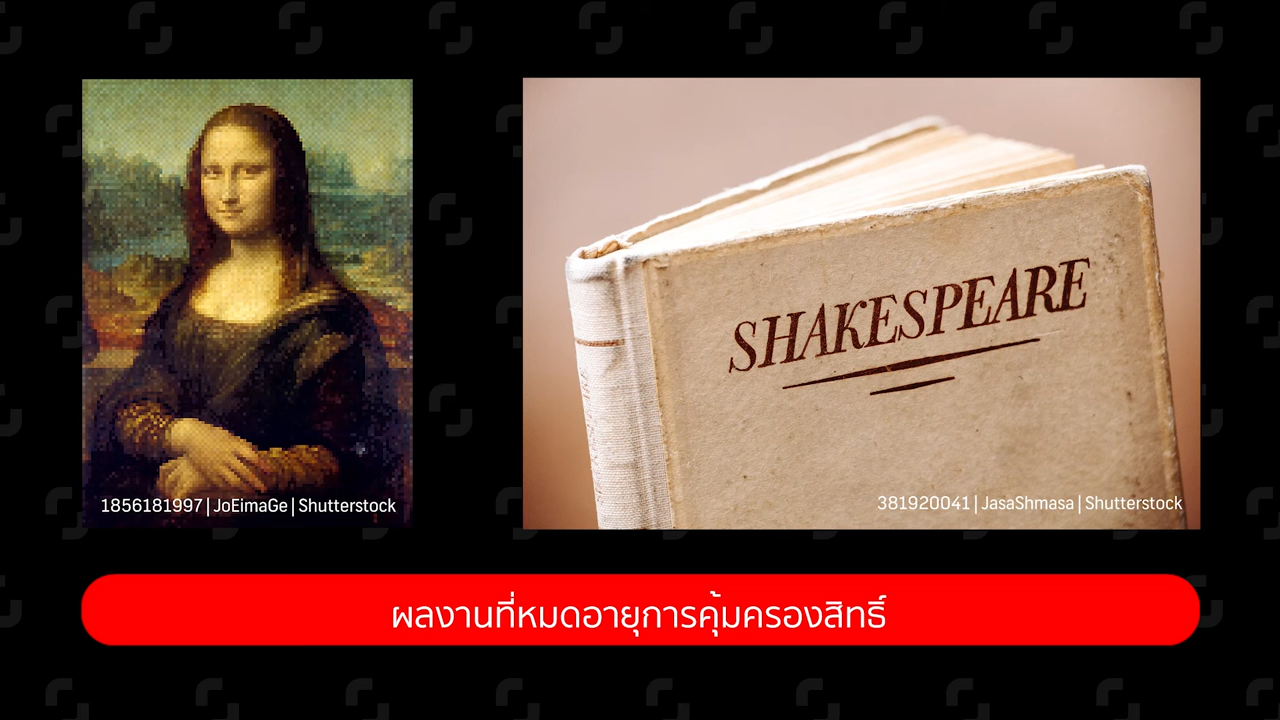 SHAKESPEARE
1856181997 | JoEimaGe | Shutterstock
381920041 | JasaShmasa | Shutterstock
ผลงานที่หมดอายุการคุ้มครองสิทธิ์